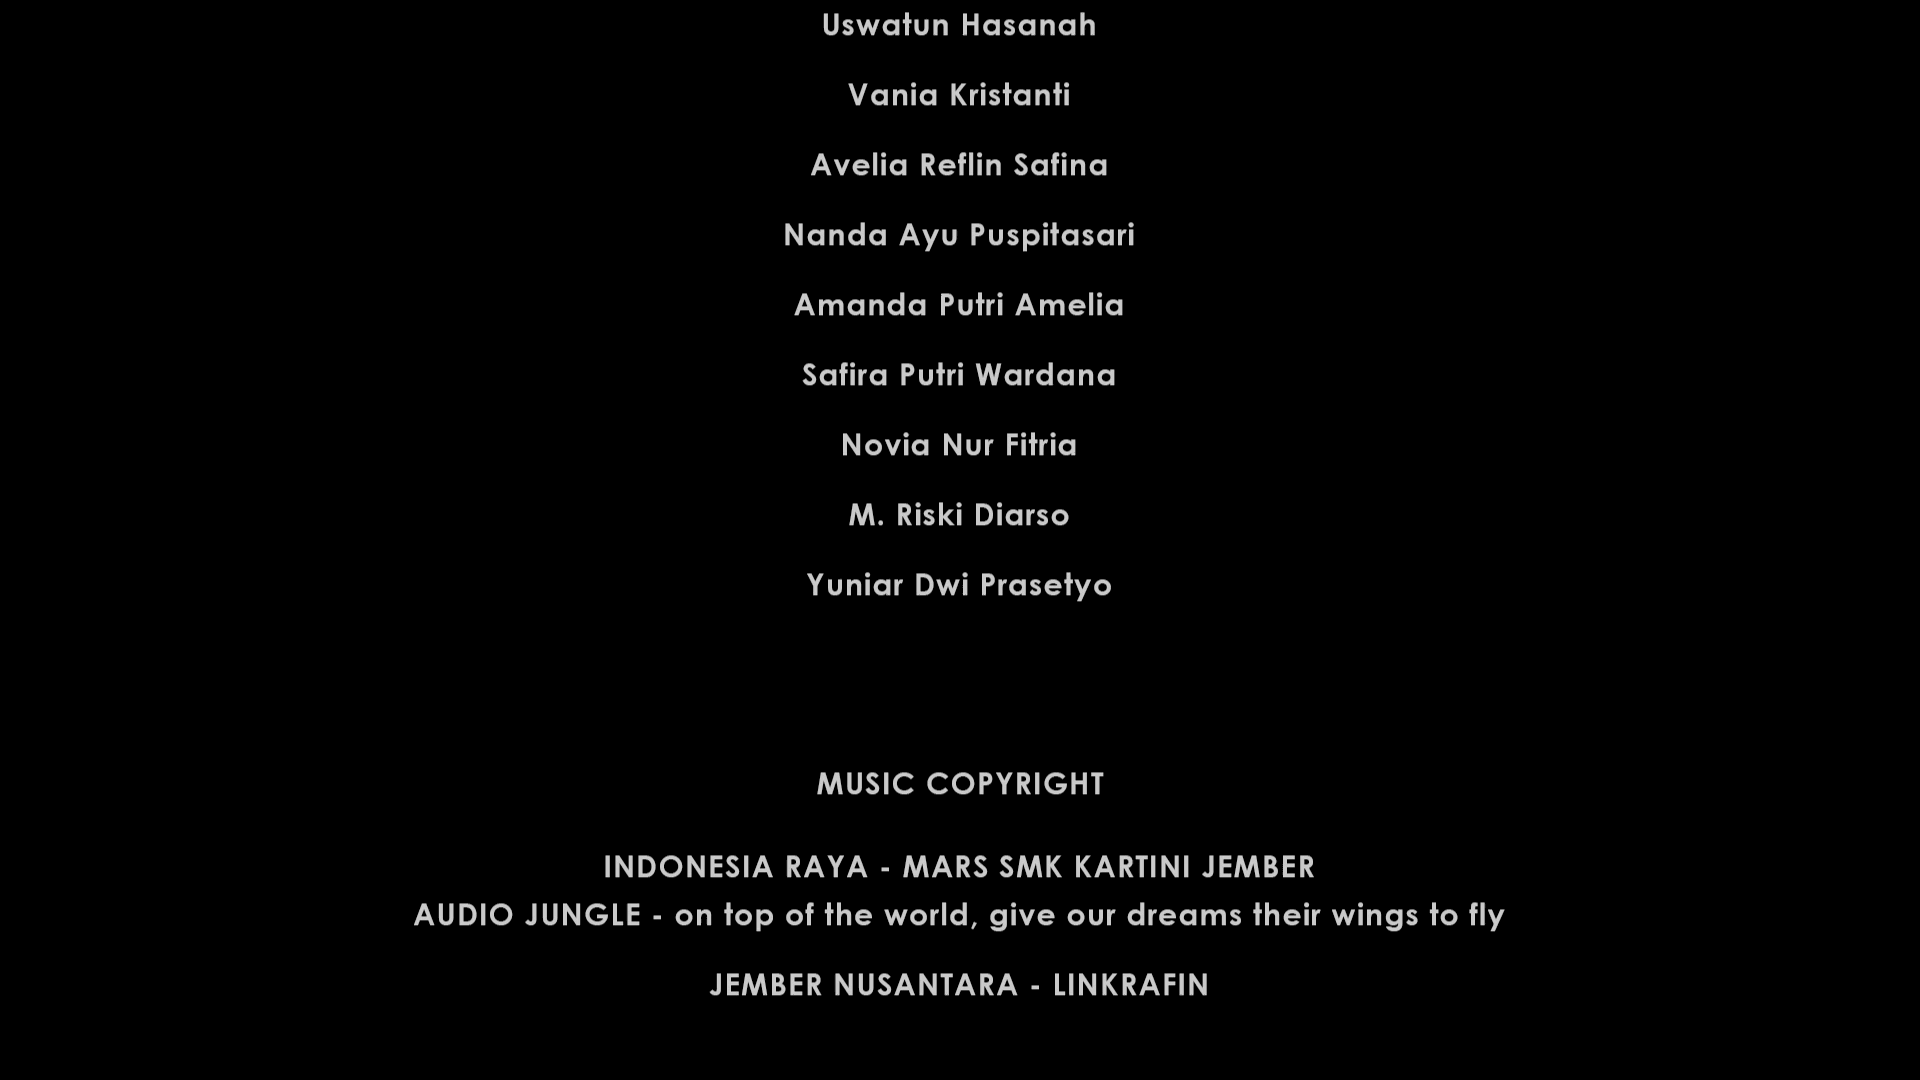 Uswatun Hasanah
Vania Kristanti
Avelia Reflin Safina
Nanda Ayu Puspitasari
Amanda Putri Amelia
Safira Putri Wardana
Novia Nur Fitria
M. Riski Diarso
Yuniar Dwi Prasetyo
MUSIC COPYRIGHT
INDONESIA RAYA - MARS SMK KARTINI JEMBER
AUDIO JUNGLE - on top of the world, give our dreams their wings to fly
JEMBER NUSANTARA - LINKRAFIN